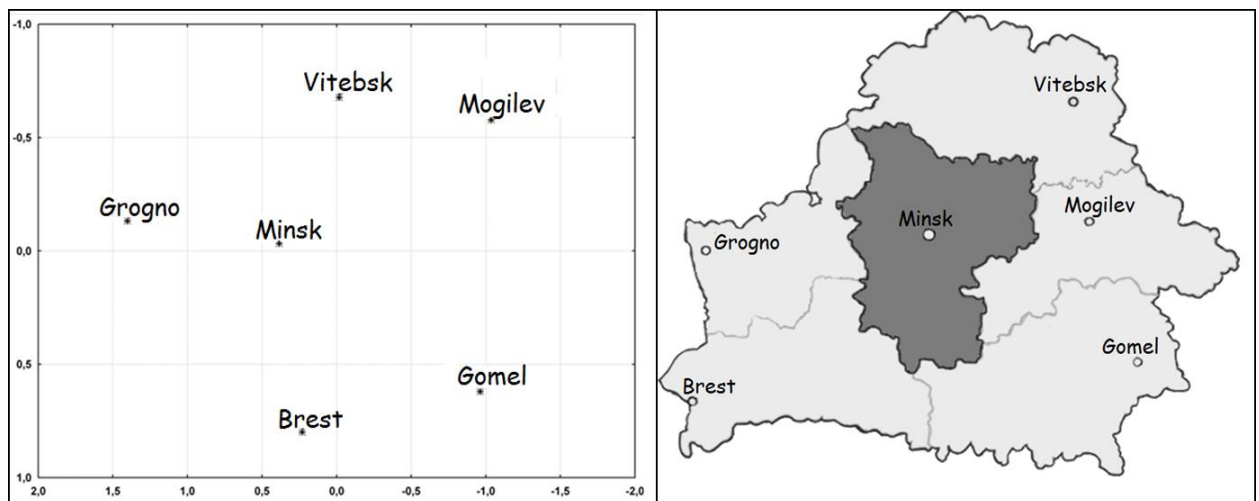 -1,0
Vitebsk
Mogilev
-0,5
Grogno
Minsk
0,0
0,5
Gomel
Brest
1,0
2,0 1,5 1,0 0,5 0,0 -0,5 -1,0 -1,5 -2,0
Vitebsk
Mogilev
Minsk
Grogno
Gomel
Brest